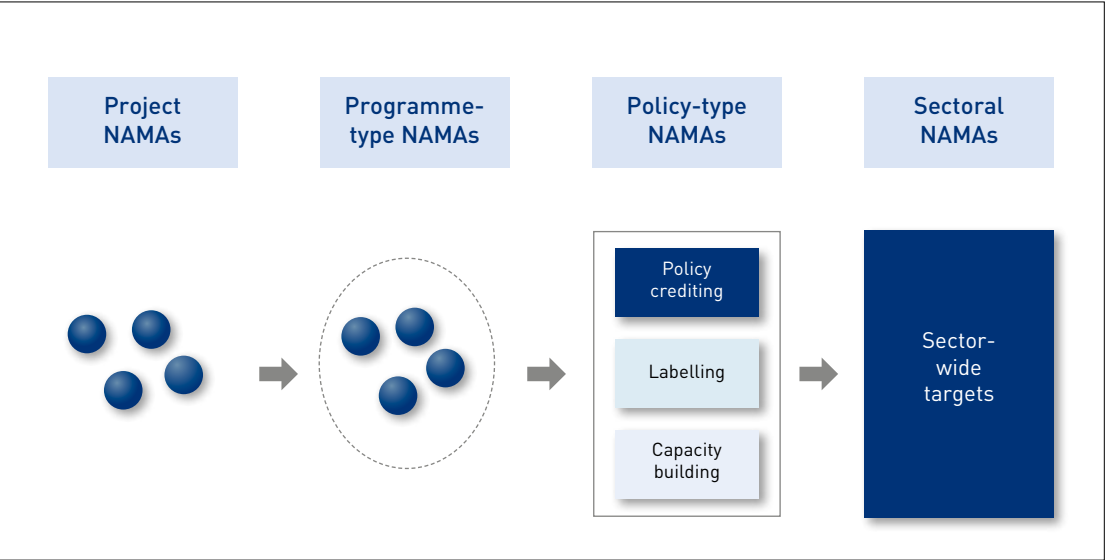 Project
NAMAs
Programme-
type NAMAs
Policy-type
NAMAs
Sectoral
NAMAs
Policy
crediting
Labelling
Capacity
building
Sector-
wide
targets